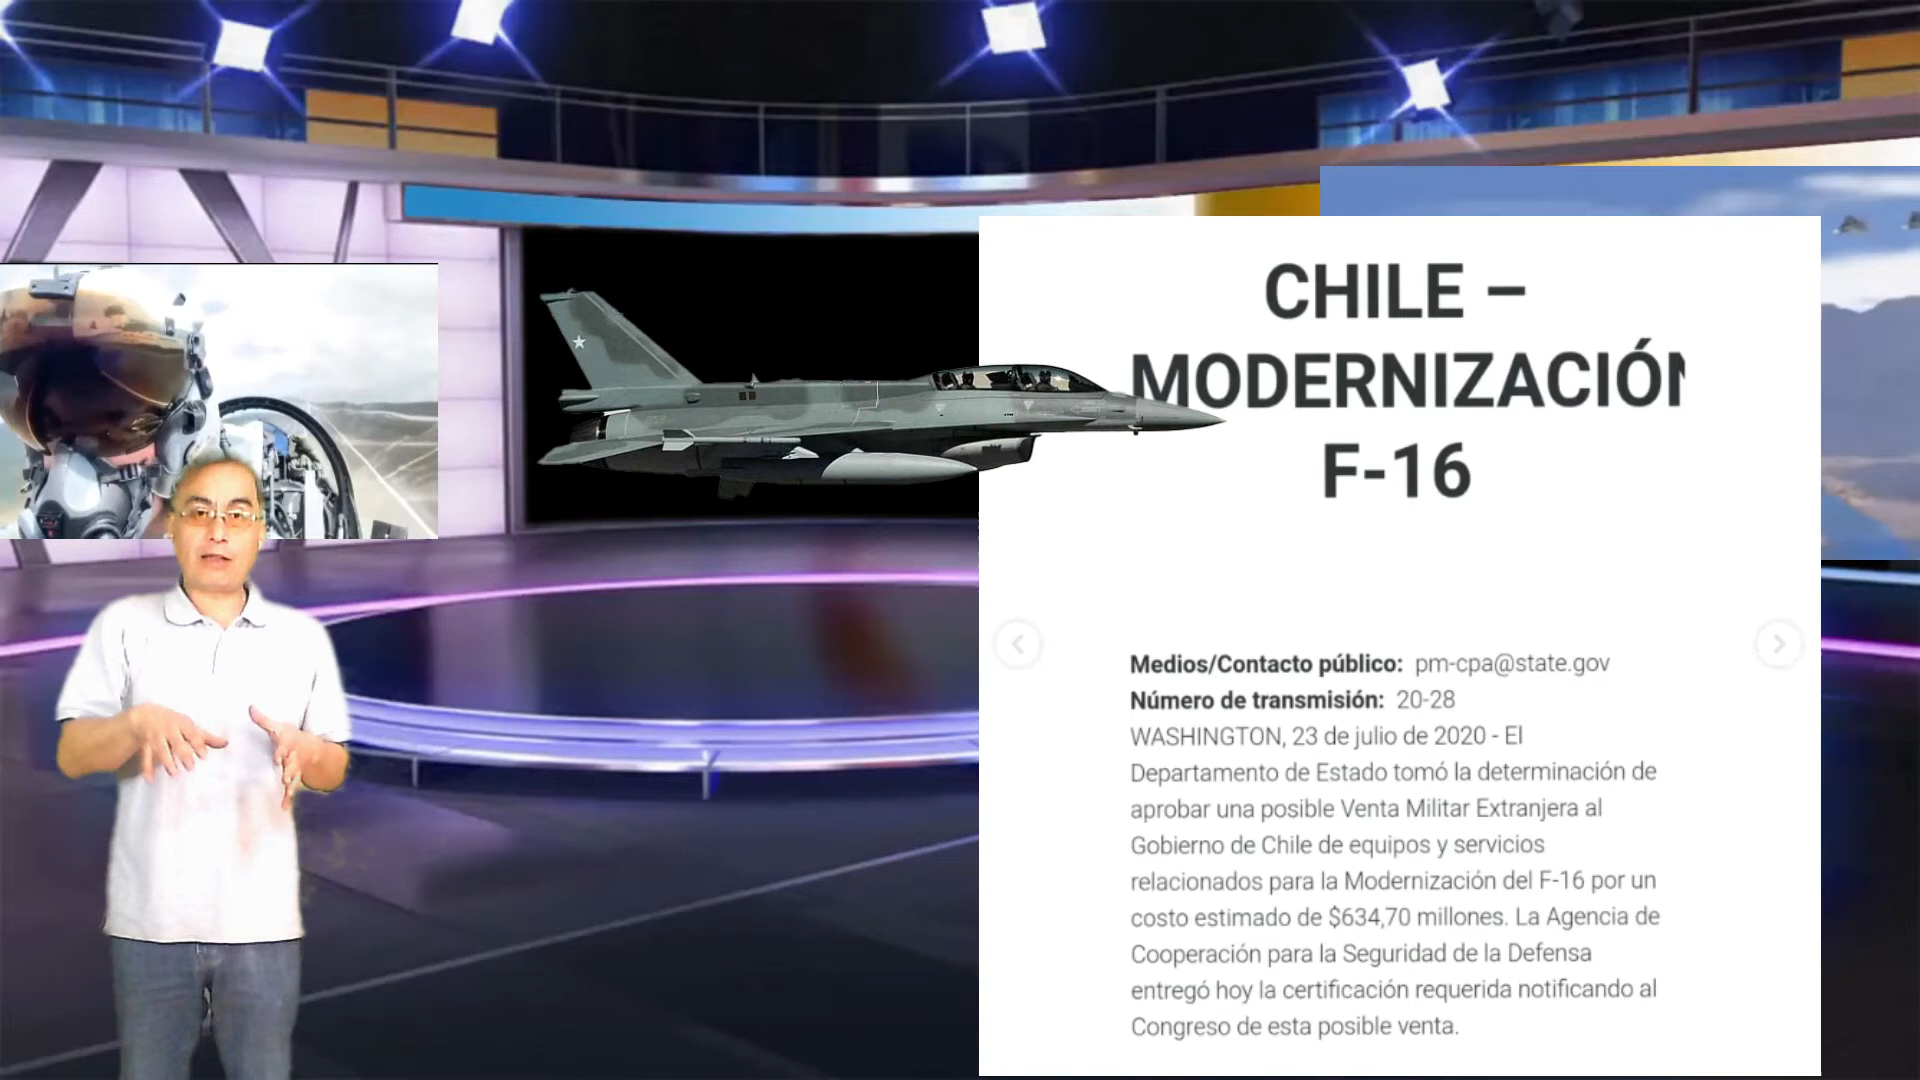 CHILE –
MODERNIZACIÓN
F-16
Medios/Contacto público: pm-cpa@state.gov
Número de transmisión: 20-28
WASHINGTON, 23 de julio de 2020 - El
Departamento de Estado tomó la determinación de
aprobar una posible Venta Militar Extranjera al
Gobierno de Chile de equipos y servicios
relacionados para la Modernización del F-16 por un
costo estimado de $634,70 millones. La Agencia de
Cooperación para la Seguridad de la Defensa
entregó hoy la certificación requerida notificando al
Congreso de esta posible venta.